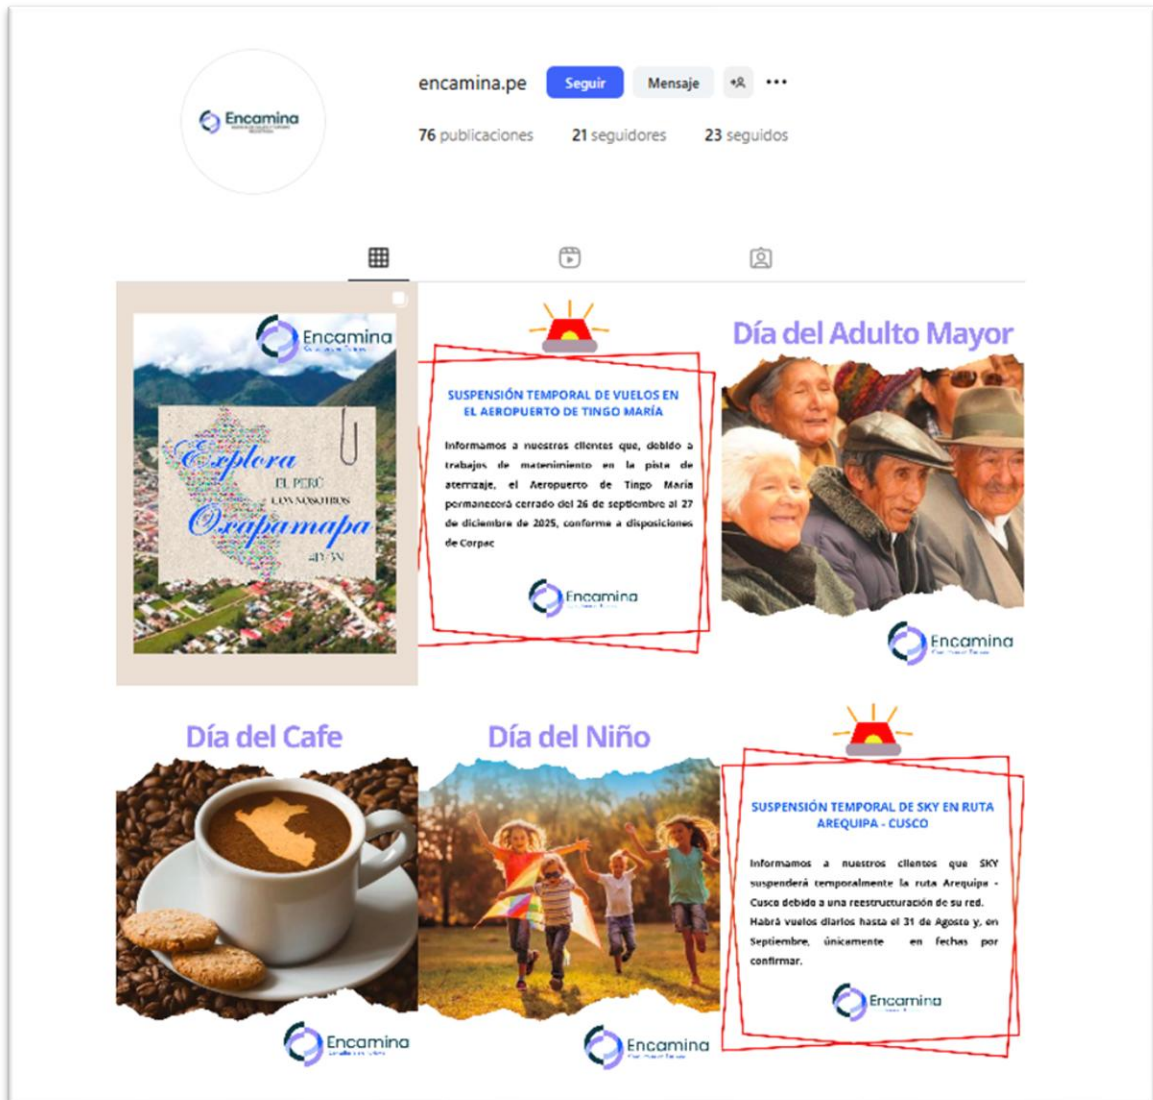 Encamina
encamina.pe
Seguir
Mensaje
76 publicaciones
21 seguidores
23 seguidos
Encamina
Explora
EL PERÚ
CON NOSOTROS
Oxapamapa
4D/3N
SUSPENSIÓN TEMPORAL DE VUELOS EN
EL AEROPUERTO DE TINGO MARÍA
Informamos a nuestros clientes que, debido a
trabajos de matenimiento en la pista de
aterrizaje, el Aeropuerto de Tingo María
permanecerá cerrado del 26 de septiembre al 27
de diciembre de 2025, conforme a disposiciones
de Corpac
Encamina
Día del Adulto Mayor
Encamina
Día del Cafe
Encamina
Día del Niño
Encamina
SUSPENSIÓN TEMPORAL DE SKY EN RUTA
AREQUIPA - CUSCO
Informamos a nuestros clientes que SKY
suspenderá temporalmente la ruta Arequipa -
Cusco debido a una reestructuración de su red.
Habrá vuelos diarios hasta el 31 de Agosto y, en
Septiembre, únicamente en fechas por
confirmar.
Encamina